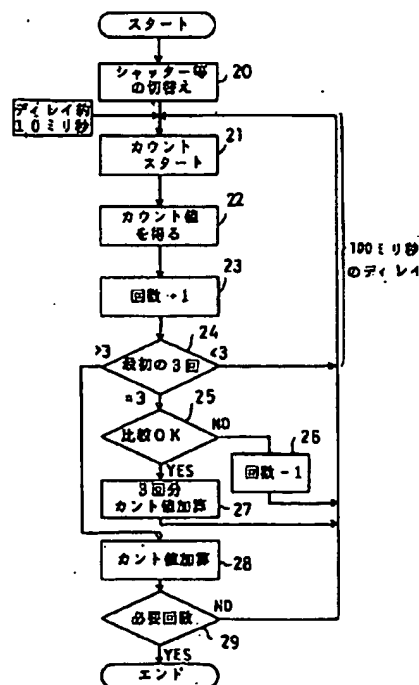 スタート
シャッター等
の切替え
20
ディレイ約
10ミリ秒
カウント
スタート
21
カウント値
を得る
22
100ミリ秒
のディレイ
回数+1
23
24
>3
最初の3回
<3
=3
25
比較OK
NO
26
回数-1
YES
3回分
カント値加算
27
カント値加算
28
必要回数
NO
29
YES
エンド